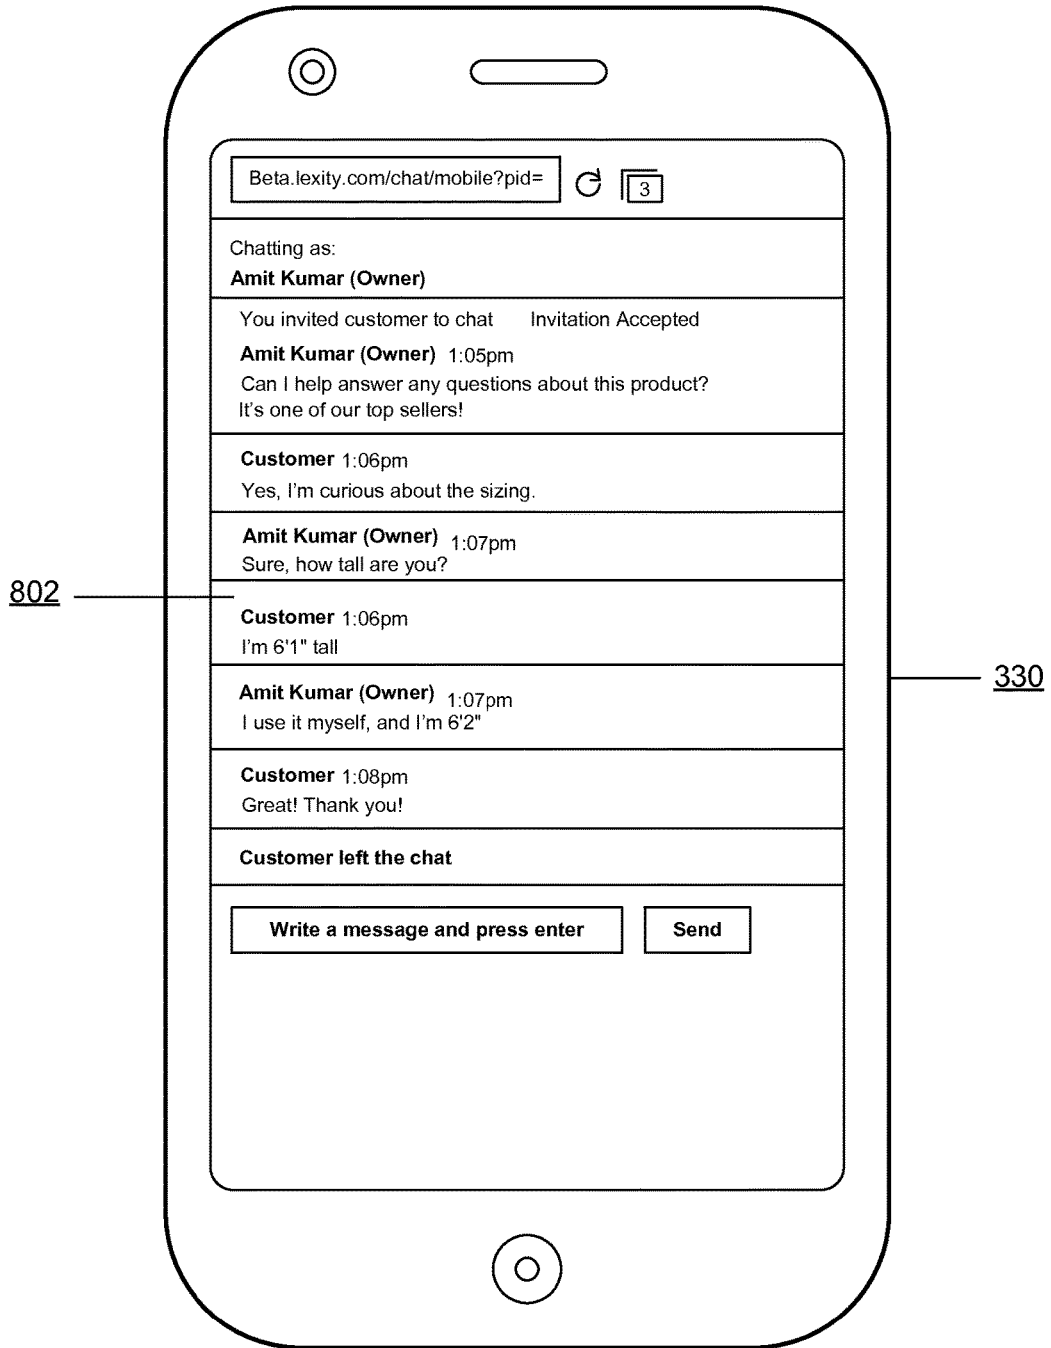 Beta.lexity.com/chat/mobile?pid=
3
Chatting as:
Amit Kumar (Owner)
You invited customer to chat Invitation Accepted
Amit Kumar (Owner) 1:05pm
Can I help answer any questions about this product?
It's one of our top sellers!
Customer 1:06pm
Yes, I'm curious about the sizing.
Amit Kumar (Owner) 1:07pm
Sure, how tall are you?
802
Customer 1:06pm
I'm 6'1" tall
330
Amit Kumar (Owner) 1:07pm
I use it myself, and I'm 6'2"
Customer 1:08pm
Great! Thank you!
Customer left the chat
Write a message and press enter
Send